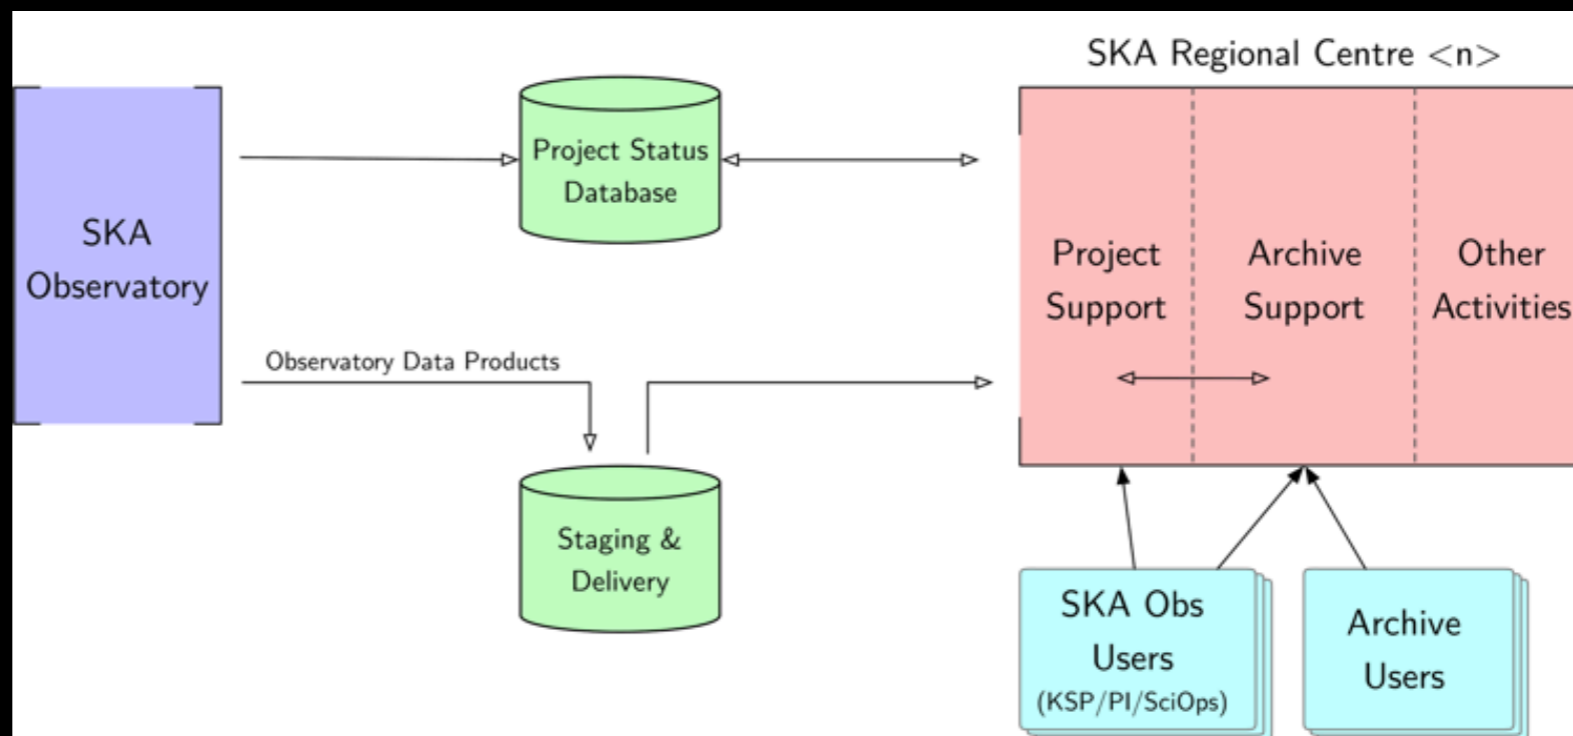 SKA Regional Centre <n>
SKA
Observatory
Project Status
Database
Project
Support
Archive
Support
Other
Activities
Observatory Data Products
Staging &
Delivery
SKA Obs
Users
(KSP/PI/SciOps)
Archive
Users